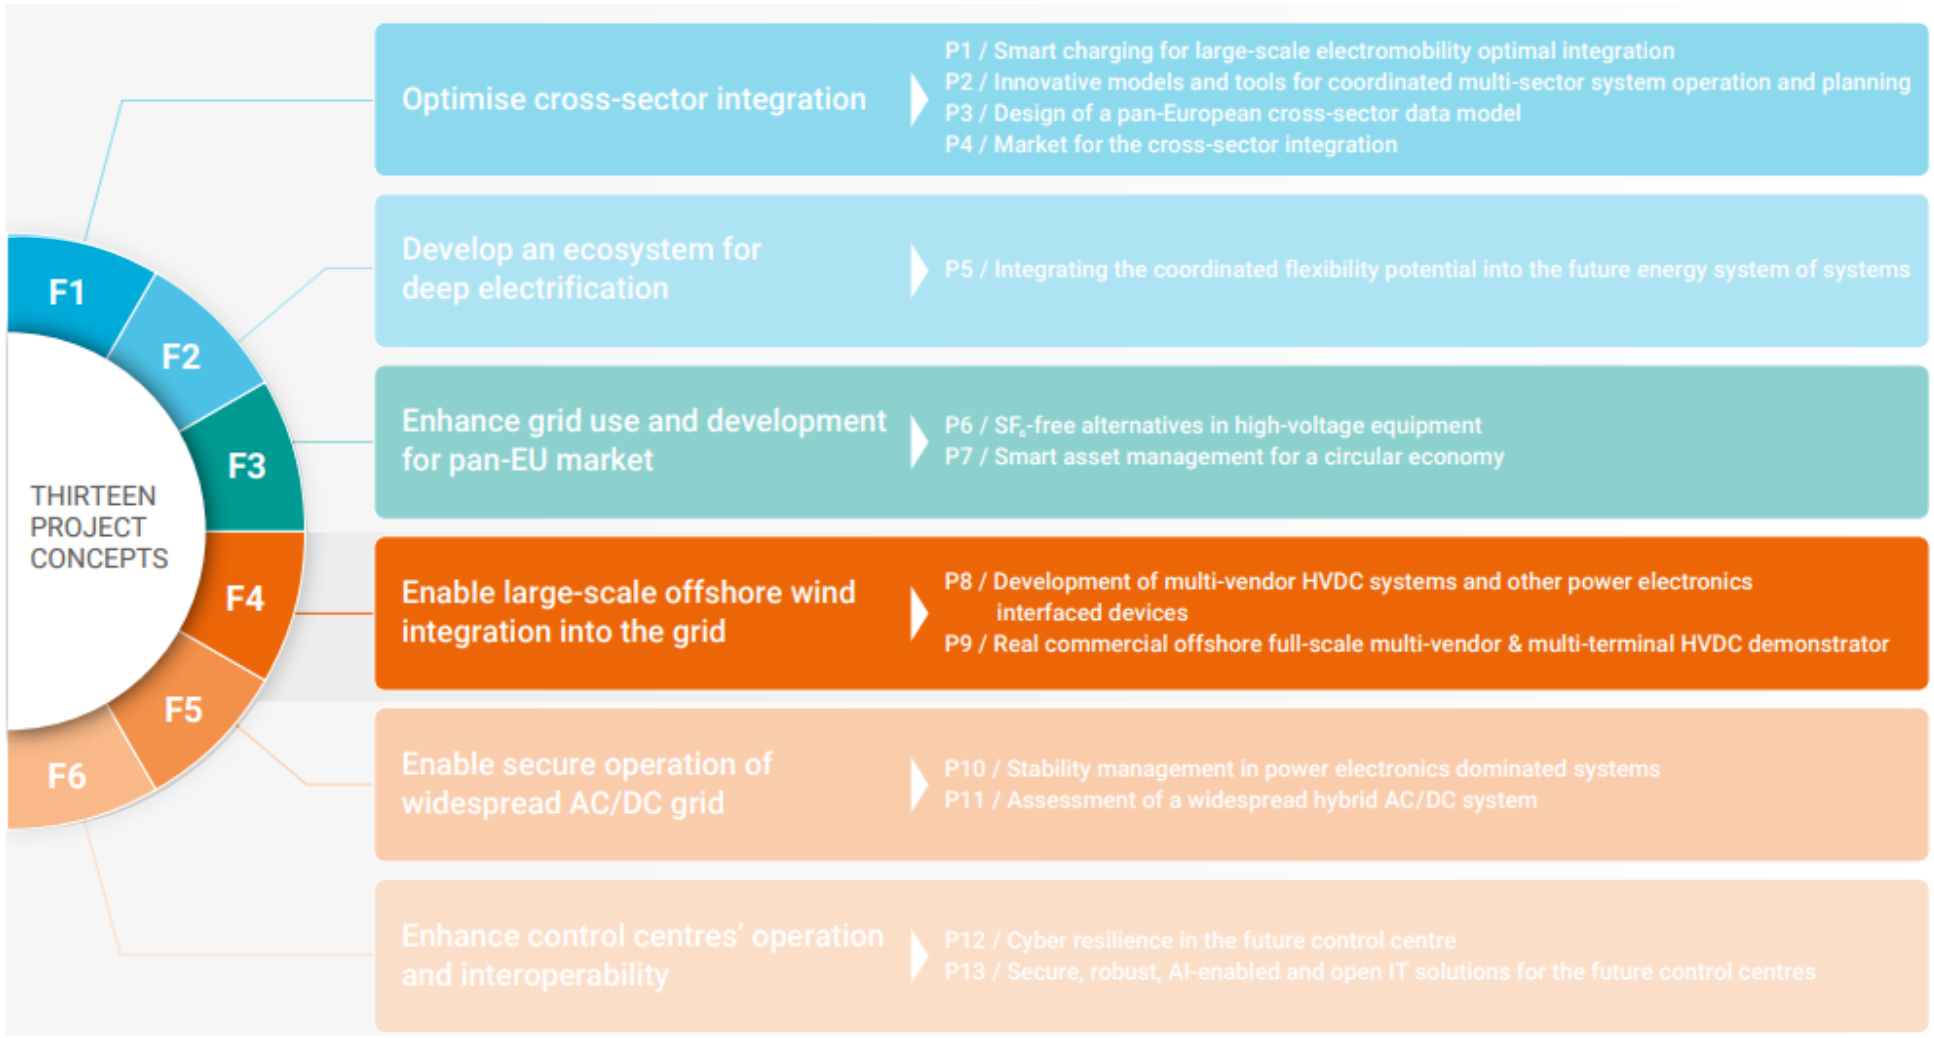 THIRTEEN
PROJECT
CONCEPTS
F1
Optimise cross-sector integration
P1 / Smart charging for large-scale electromobility optimal integration
P2 / Innovative models and tools for coordinated multi-sector system operation and planning
P3 / Design of a pan-European cross-sector data model
P4 / Market for the cross-sector integration
F2
Develop an ecosystem for
deep electrification
P5 / Integrating the coordinated flexibility potential into the future energy system of systems
F3
Enhance grid use and development
for pan-EU market
P6 / SF₆-free alternatives in high-voltage equipment
P7 / Smart asset management for a circular economy
F4
Enable large-scale offshore wind
integration into the grid
P8 / Development of multi-vendor HVDC systems and other power electronics
interfaced devices
P9 / Real commercial offshore full-scale multi-vendor & multi-terminal HVDC demonstrator
F5
Enable secure operation of
widespread AC/DC grid
P10 / Stability management in power electronics dominated systems
P11 / Assessment of a widespread hybrid AC/DC system
F6
Enhance control centres' operation
and interoperability
P12 / Cyber resilience in the future control centre
P13 / Secure, robust, AI-enabled and open IT solutions for the future control centres